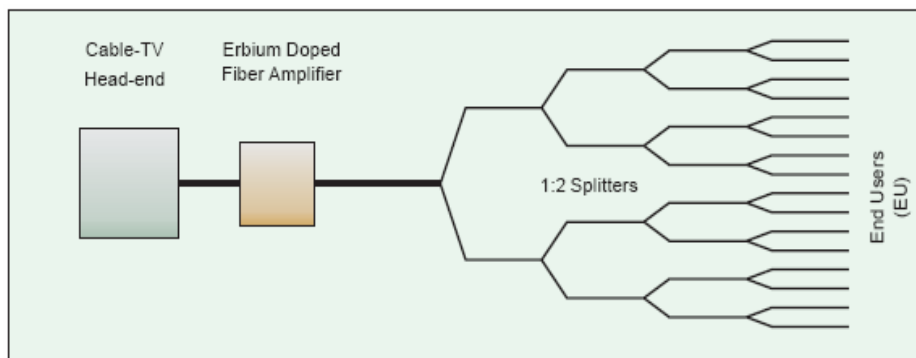 Cable-TV
Head-end
Erbium Doped
Fiber Amplifier
1:2 Splitters
End Users
(EU)